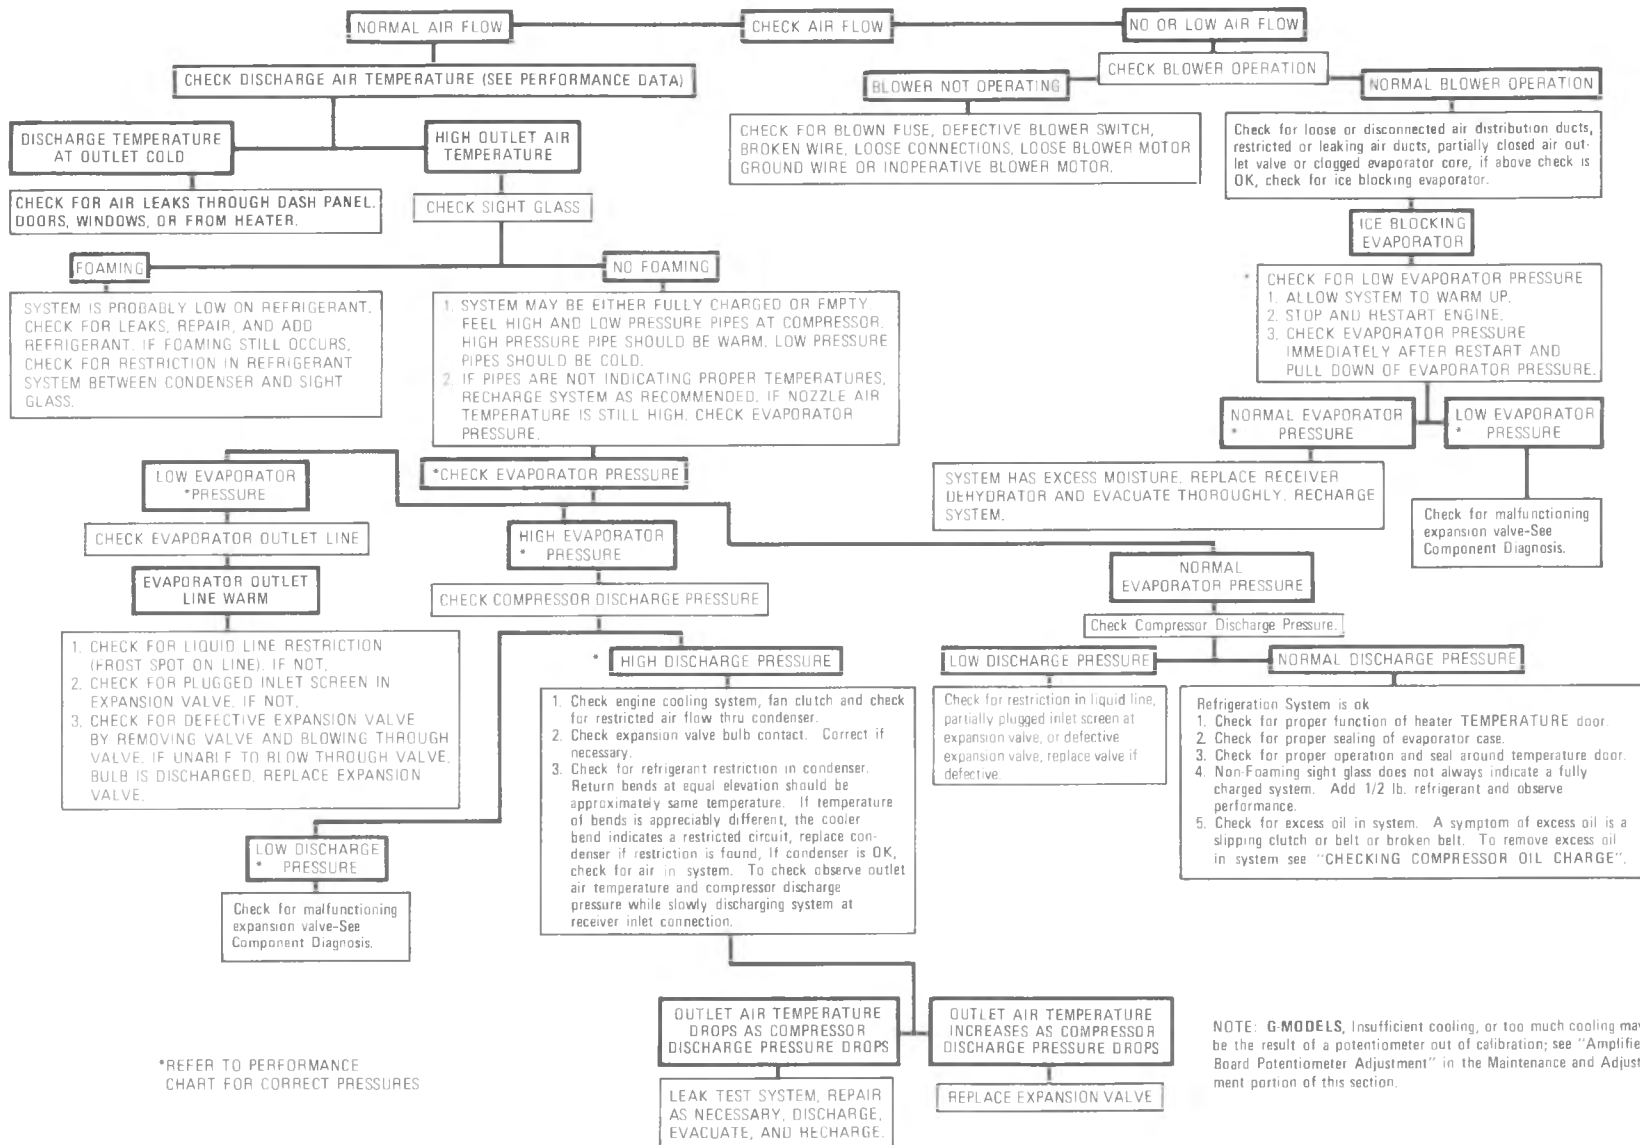 NORMAL AIR FLOW
CHECK AIR FLOW
NO OR LOW AIR FLOW
CHECK DISCHARGE AIR TEMPERATURE (SEE PERFORMANCE DATA)
CHECK BLOWER OPERATION
BLOWER NOT OPERATING
NORMAL BLOWER OPERATION
DISCHARGE TEMPERATURE
AT OUTLET COLD
HIGH OUTLET AIR
TEMPERATURE
CHECK FOR BLOWN FUSE, DEFECTIVE BLOWER SWITCH,
BROKEN WIRE, LOOSE CONNECTIONS, LOOSE BLOWER MOTOR
GROUND WIRE OR INOPERATIVE BLOWER MOTOR.
Check for loose or disconnected air distribution ducts,
restricted or leaking air ducts, partially closed air out-
let valve or clogged evaporator core, if above check is
OK, check for ice blocking evaporator.
CHECK FOR AIR LEAKS THROUGH DASH PANEL,
DOORS, WINDOWS, OR FROM HEATER.
CHECK SIGHT GLASS
ICE BLOCKING
EVAPORATOR
FOAMING
NO FOAMING
SYSTEM IS PROBABLY LOW ON REFRIGERANT.
CHECK FOR LEAKS, REPAIR, AND ADD
REFRIGERANT. IF FOAMING STILL OCCURS,
CHECK FOR RESTRICTION IN REFRIGERANT
SYSTEM BETWEEN CONDENSER AND SIGHT
GLASS.
1. SYSTEM MAY BE EITHER FULLY CHARGED OR EMPTY
FEEL HIGH AND LOW PRESSURE PIPES AT COMPRESSOR.
HIGH PRESSURE PIPE SHOULD BE WARM. LOW PRESSURE
PIPES SHOULD BE COLD.
2. IF PIPES ARE NOT INDICATING PROPER TEMPERATURES,
RECHARGE SYSTEM AS RECOMMENDED. IF NOZZLE AIR
TEMPERATURE IS STILL HIGH, CHECK EVAPORATOR
PRESSURE.
* CHECK FOR LOW EVAPORATOR PRESSURE
1. ALLOW SYSTEM TO WARM UP.
2. STOP AND RESTART ENGINE.
3. CHECK EVAPORATOR PRESSURE
IMMEDIATELY AFTER RESTART AND
PULL DOWN OF EVAPORATOR PRESSURE.
NORMAL EVAPORATOR
* PRESSURE
LOW EVAPORATOR
* PRESSURE
LOW EVAPORATOR
*PRESSURE
*CHECK EVAPORATOR PRESSURE
SYSTEM HAS EXCESS MOISTURE. REPLACE RECEIVER
DEHYDRATOR AND EVACUATE THOROUGHLY. RECHARGE
SYSTEM.
Check for malfunctioning
expansion valve-See
Component Diagnosis.
CHECK EVAPORATOR OUTLET LINE
HIGH EVAPORATOR
* PRESSURE
NORMAL
EVAPORATOR PRESSURE
EVAPORATOR OUTLET
LINE WARM
CHECK COMPRESSOR DISCHARGE PRESSURE
Check Compressor Discharge Pressure.
1. CHECK FOR LIQUID LINE RESTRICTION
(FROST SPOT ON LINE). IF NOT,
2. CHECK FOR PLUGGED INLET SCREEN IN
EXPANSION VALVE. IF NOT,
3. CHECK FOR DEFECTIVE EXPANSION VALVE
BY REMOVING VALVE AND BLOWING THROUGH
VALVE. IF UNABLE TO BLOW THROUGH VALVE,
BULB IS DISCHARGED. REPLACE EXPANSION
VALVE.
* HIGH DISCHARGE PRESSURE
LOW DISCHARGE PRESSURE
NORMAL DISCHARGE PRESSURE
1. Check engine cooling system, fan clutch and check
for restricted air flow thru condenser.
2. Check expansion valve bulb contact. Correct if
necessary.
3. Check for refrigerant restriction in condenser.
Return bends at equal elevation should be
approximately same temperature. If temperature
of bends is appreciably different, the cooler
bend indicates a restricted circuit, replace con-
denser if restriction is found, If condenser is OK,
check for air in system. To check observe outlet
air temperature and compressor discharge
pressure while slowly discharging system at
receiver inlet connection.
Check for restriction in liquid line,
partially plugged inlet screen at
expansion valve, or defective
expansion valve, replace valve if
defective.
Refrigeration System is ok
1. Check for proper function of heater TEMPERATURE door.
2. Check for proper sealing of evaporator case.
3. Check for proper operation and seal around temperature door.
4. Non-Foaming sight glass does not always indicate a fully
charged system. Add 1/2 lb. refrigerant and observe
performance.
5. Check for excess oil in system. A symptom of excess oil is a
slipping clutch or belt or broken belt. To remove excess oil
in system see "CHECKING COMPRESSOR OIL CHARGE".
LOW DISCHARGE
* PRESSURE
Check for malfunctioning
expansion valve-See
Component Diagnosis.
OUTLET AIR TEMPERATURE
DROPS AS COMPRESSOR
DISCHARGE PRESSURE DROPS
OUTLET AIR TEMPERATURE
INCREASES AS COMPRESSOR
DISCHARGE PRESSURE DROPS
LEAK TEST SYSTEM, REPAIR
AS NECESSARY, DISCHARGE,
EVACUATE, AND RECHARGE.
REPLACE EXPANSION VALVE
*REFER TO PERFORMANCE
CHART FOR CORRECT PRESSURES
NOTE: G-MODELS, Insufficient cooling, or too much cooling may
be the result of a potentiometer out of calibration; see "Amplifie
Board Potentiometer Adjustment" in the Maintenance and Adjust
ment portion of this section.